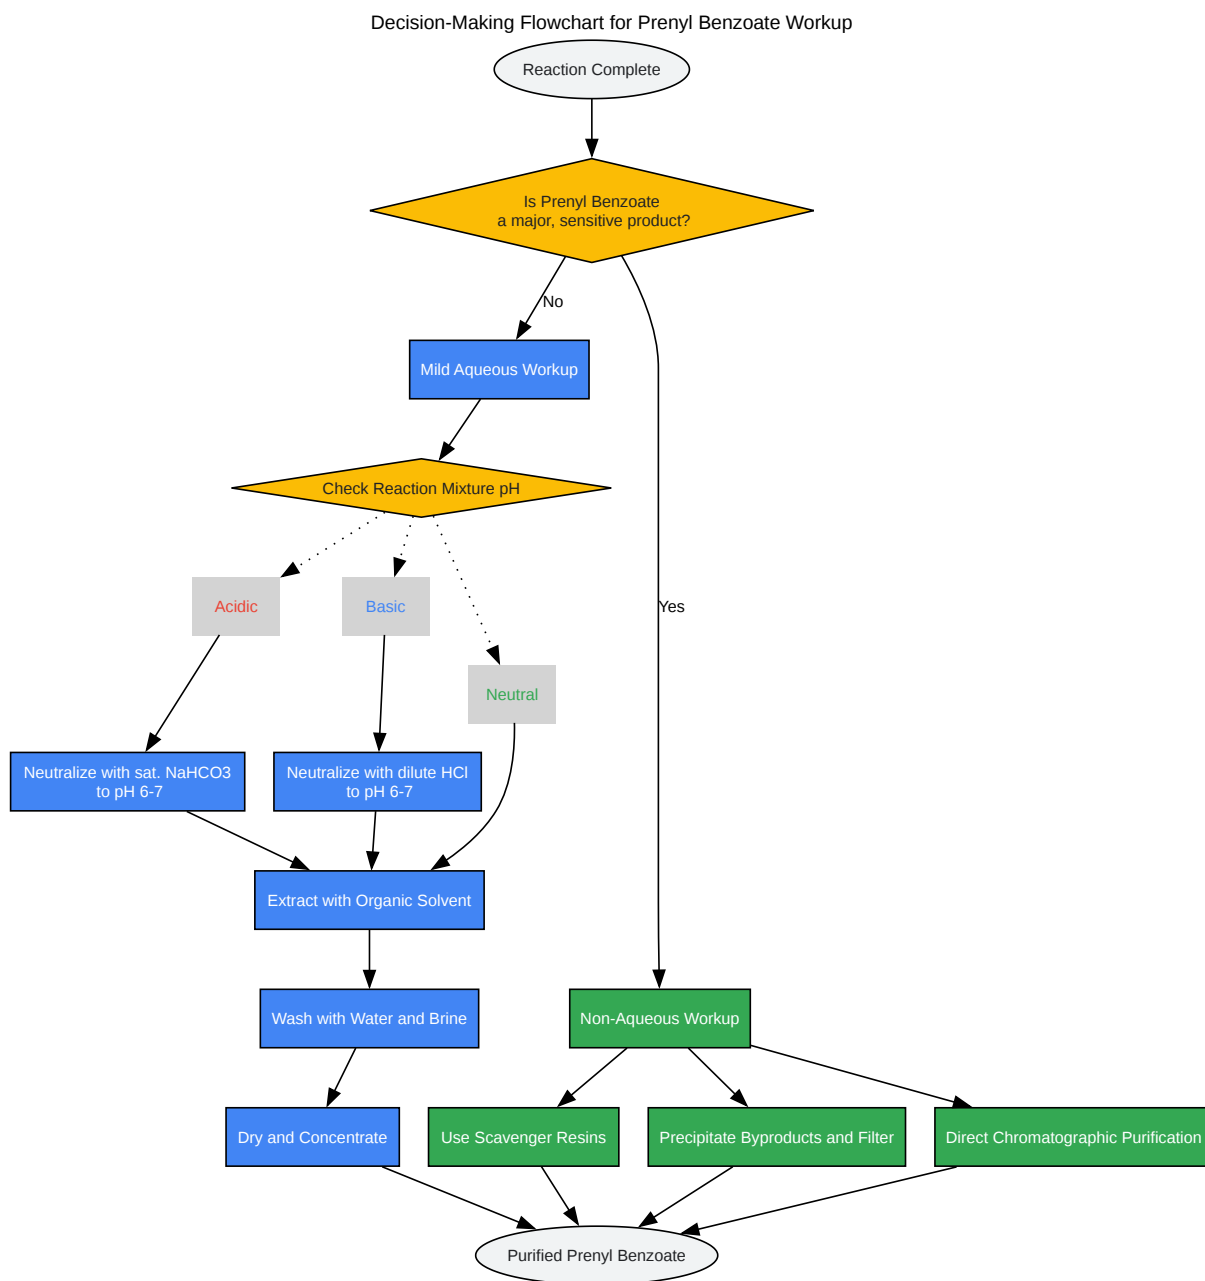 Decision-Making Flowchart for Prenyl Benzoate Workup
Reaction Complete
Is Prenyl Benzoate
a major, sensitive product?
No
Mild Aqueous Workup
Check Reaction Mixture pH
Acidic
Basic
Yes
Neutral
Neutralize with sat. NaHCO3
to pH 6-7
Neutralize with dilute HCl
to pH 6-7
Extract with Organic Solvent
Wash with Water and Brine
Non-Aqueous Workup
Dry and Concentrate
Use Scavenger Resins
Precipitate Byproducts and Filter
Direct Chromatographic Purification
Purified Prenyl Benzoate